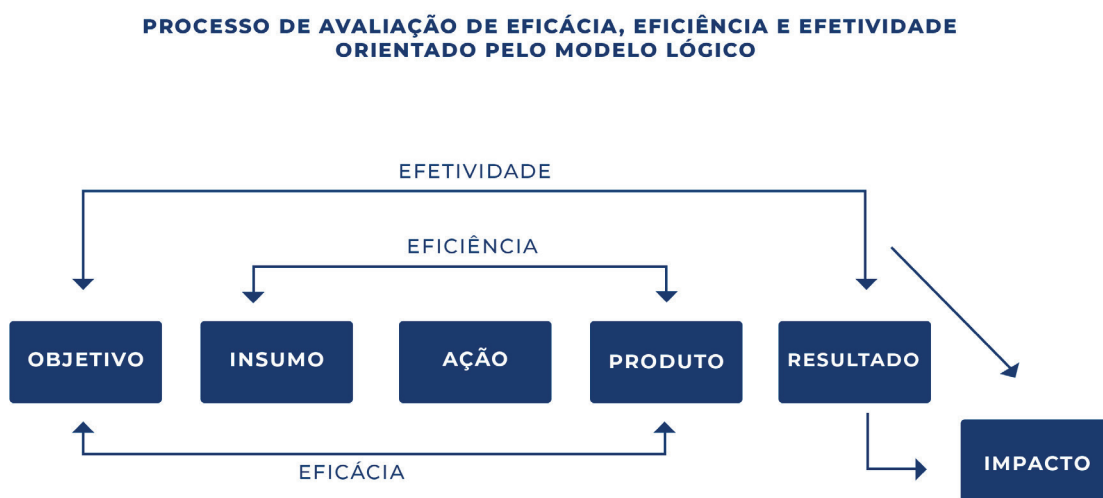 PROCESSO DE AVALIAÇÃO DE EFICÁCIA, EFICIÊNCIA E EFETIVIDADE
ORIENTADO PELO MODELO LÓGICO
EFETIVIDADE
EFICIÊNCIA
OBJETIVO
INSUMO
AÇÃO
PRODUTO
RESULTADO
EFICÁCIA
IMPACTO